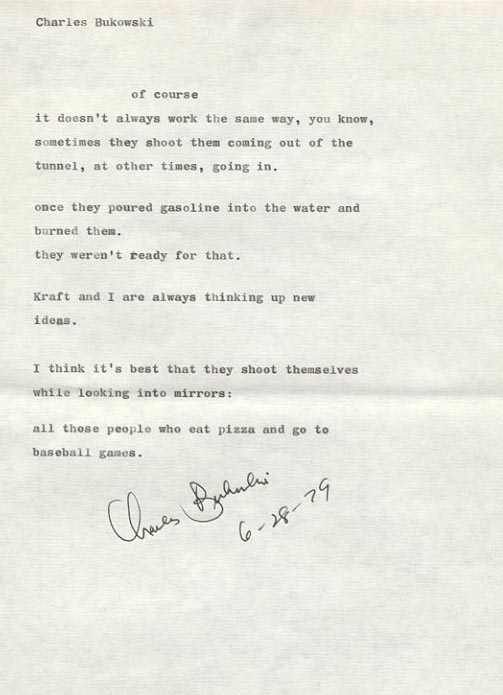 Charles Bukowski
of course
it doesn't always work the same way, you know,
sometimes they shoot them coming out of the
tunnel, at other times, going in.
once they poured gasoline into the water and
burned them.
they weren't ready for that.
Kraft and I are always thinking up new
ideas.
I think it's best that they shoot themselves
while looking into mirrors:
all those people who eat pizza and go to
baseball games.
Charles Bukowski
6-28-79